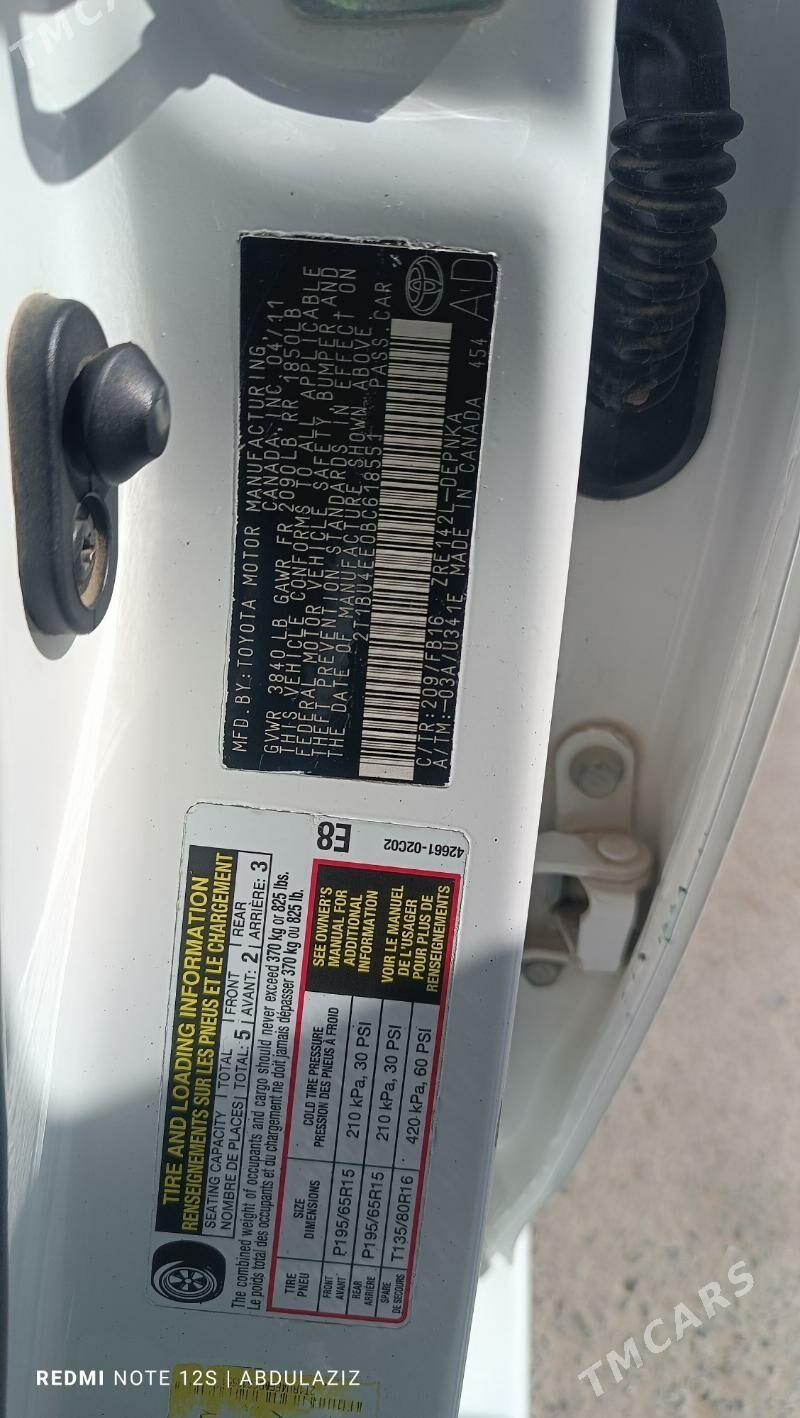 TMCARS
MFD.BY:TOYOTA MOTOR MANUFACTURING
CANADA, INC. 04/11
GVWR 3840 LB GAWR FR 2090LB RR 1850LB
THIS VEHICLE CONFORMS TO ALL APPLICABLE
FEDERAL MOTOR VEHICLE SAFETY, BUMPER, AND
THEFT PREVENTION STANDARDS IN EFFECT ON
THE DATE OF MANUFACTURE SHOWN ABOVE.
PASS.CAR
C/TR:209/FB16 ZRE142L-DEPNKA
A/TM:-03A/U341E MADE IN CANADA 454
AD
TIRE AND LOADING INFORMATION
RENSEIGNEMENTS SUR LES PNEUS ET LE CHARGEMENT
SEATING CAPACITY | TOTAL | FRONT | REAR
NOMBRE DE PLACES | TOTAL: 5 | AVANT: 2 | ARRIÈRE: 3
The combined weight of occupants and cargo should never exceed 370 kg or 825 lbs.
Le poids total des occupants et du chargement ne doit jamais dépasser 370 kg ou 825 lb.
TIRE SIZE COLD TIRE PRESSURE
PNEU DIMENSIONS PRESSION DES PNEUS À FROID
FRONT
AVANT P195/65R15 210 kPa, 30 PSI
REAR
ARRIÈRE P195/65R15 210 kPa, 30 PSI
SPARE
DE SECOURS T135/80R16 420 kPa, 60 PSI
SEE OWNER'S
MANUAL FOR
ADDITIONAL
INFORMATION
VOIR LE MANUEL
DE L'USAGER
POUR PLUS DE
RENSEIGNEMENTS
E8
42661-02C02
REDMI NOTE 12S | ABDULAZIZ
TMCARS